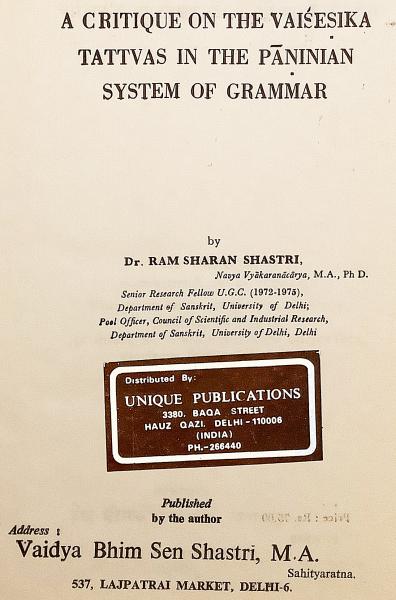 A CRITIQUE ON THE VAIŚEṢIKA
TATTVAS IN THE PĀṆINIAN
SYSTEM OF GRAMMAR
by
Dr. RAM SHARAN SHASTRI,
Navya Vyākaraṇācārya, M.A., Ph D.
Senior Research Fellow U.G.C. (1972-1975),
Department of Sanskrit, University of Delhi;
Pool Officer, Council of Scientific and Industrial Research,
Department of Sanskrit, University of Delhi, Delhi
Distributed By:
UNIQUE PUBLICATIONS
3380, BAQA STREET
HAUZ QAZI. DELHI-110006
(INDIA)
PH.-266440
Published
by the author
Address :
Vaidya Bhim Sen Shastri, M.A.
Sahityaratna.
537, LAJPATRAI MARKET, DELHI-6.